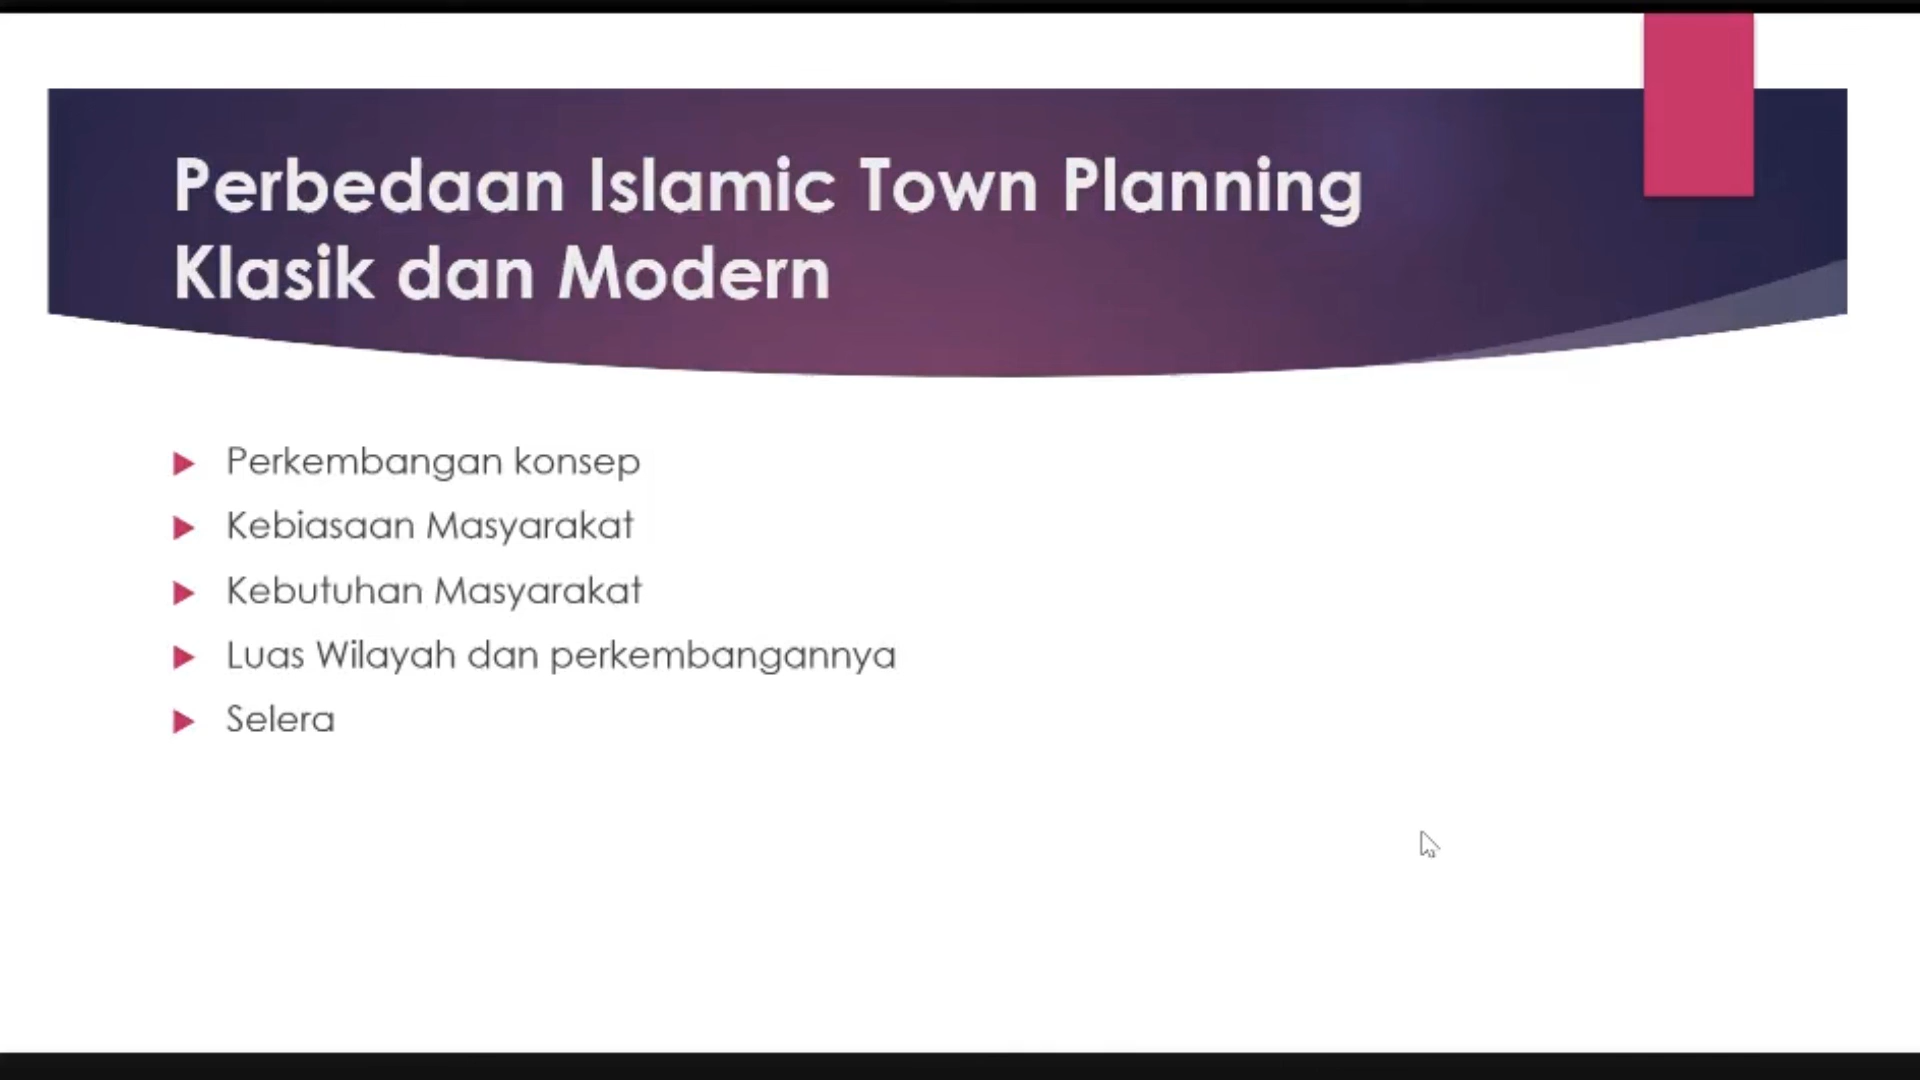 Perbedaan Islamic Town Planning
Klasik dan Modern
Perkembangan konsep
Kebiasaan Masyarakat
Kebutuhan Masyarakat
Luas Wilayah dan perkembangannya
Selera